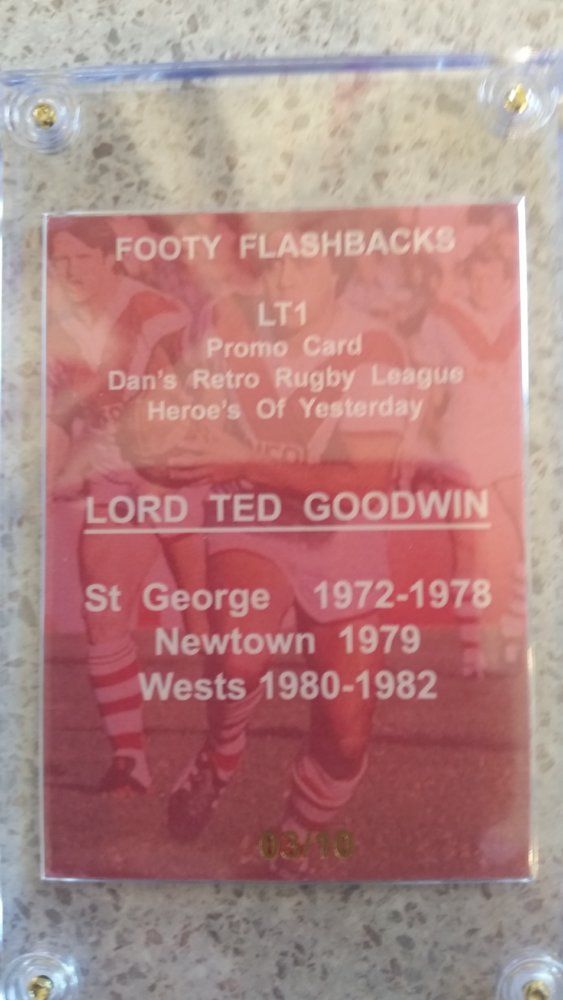 FOOTY FLASHBACKS
LT1
Promo Card
Dan's Retro Rugby League
Heroe's Of Yesterday
LORD TED GOODWIN
St George 1972-1978
Newtown 1979
Wests 1980-1982
03/10